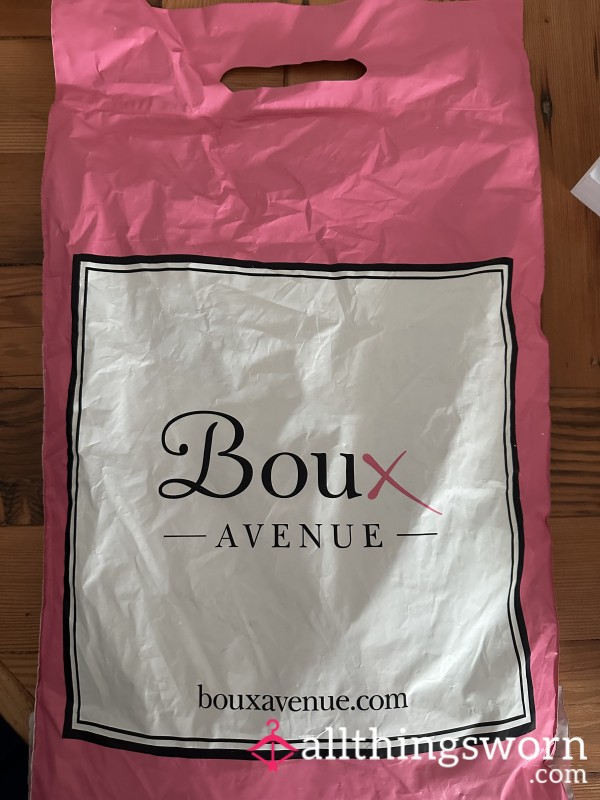 Boux
— AVENUE —
bouxavenue.com
allthingsworn
.com